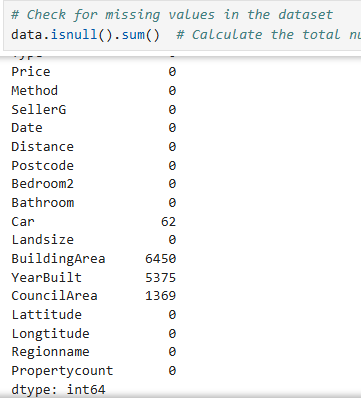 # Check for missing values in the dataset
data.isnull().sum()  # Calculate the total
Price 0
Method 0
SellerG 0
Date 0
Distance 0
Postcode 0
Bedroom2 0
Bathroom 0
Car 62
Landsize 0
BuildingArea 6450
YearBuilt 5375
CouncilArea 1369
Lattitude 0
Longtitude 0
Regionname 0
Propertycount 0
dtype: int64